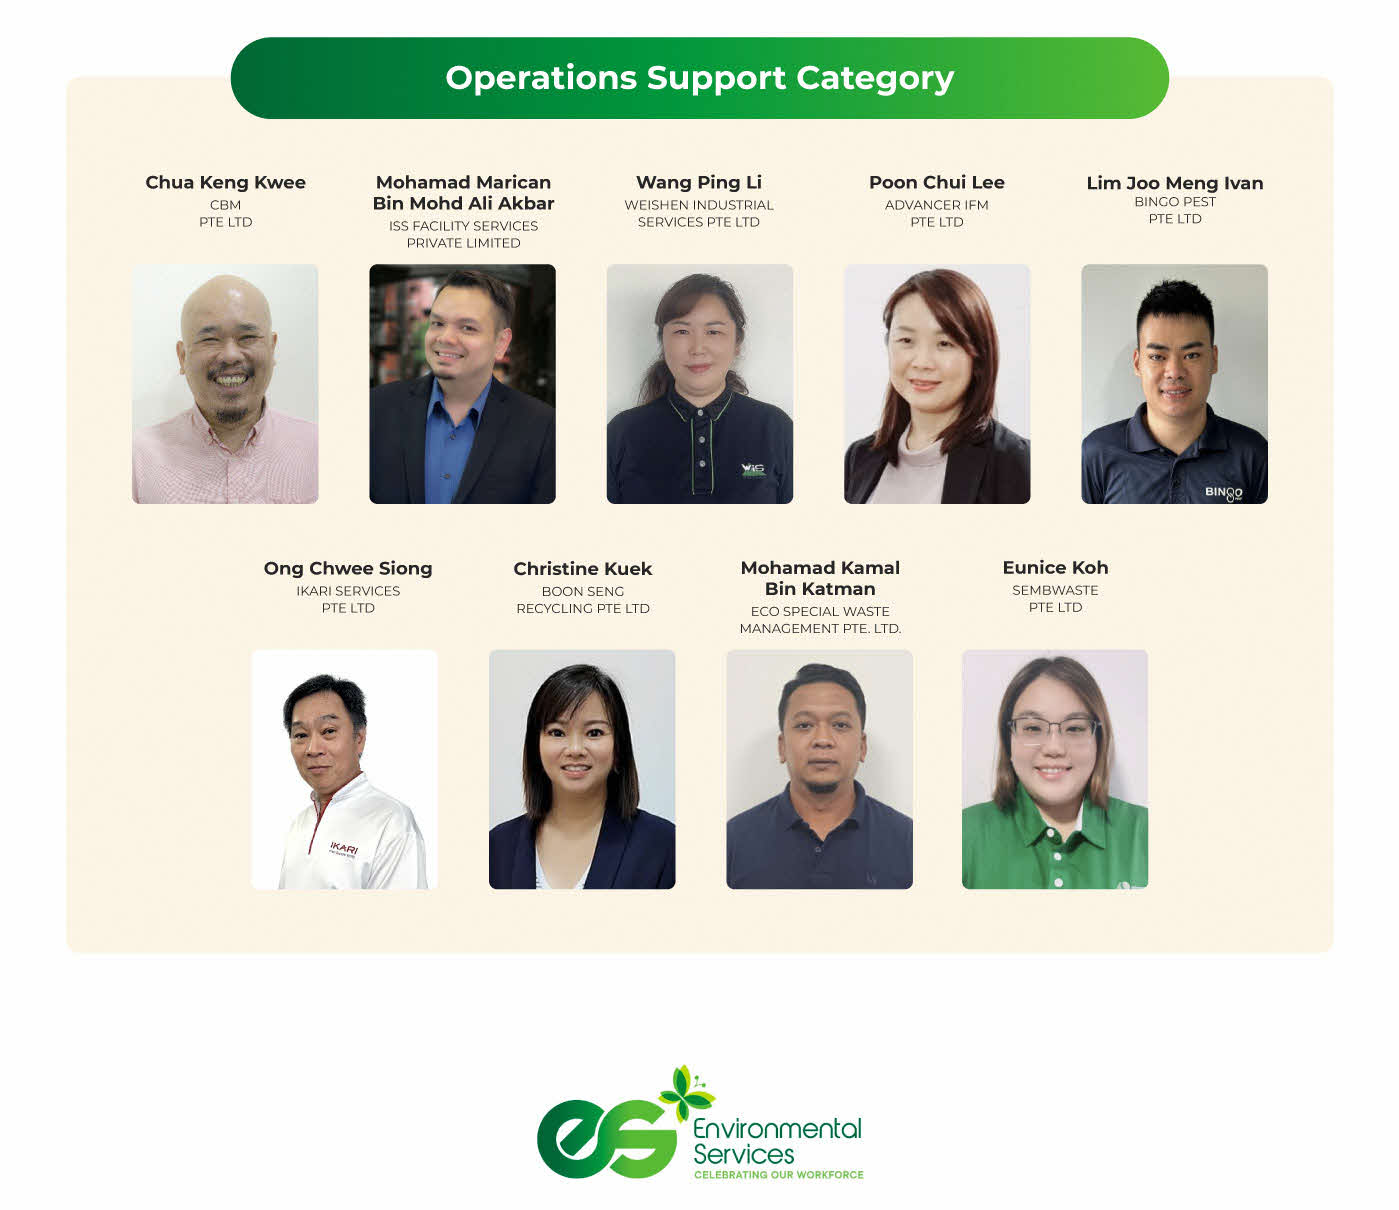 Operations Support Category
Chua Keng Kwee
CBM
PTE LTD
Mohamad Marican
Bin Mohd Ali Akbar
ISS FACILITY SERVICES
PRIVATE LIMITED
Wang Ping Li
WEISHEN INDUSTRIAL
SERVICES PTE LTD
Poon Chui Lee
ADVANCER IFM
PTE LTD
Lim Joo Meng Ivan
BINGO PEST
PTE LTD
WiS
BINGO
Ong Chwee Siong
IKARI SERVICES
PTE LTD
Christine Kuek
BOON SENG
RECYCLING PTE LTD
Mohamad Kamal
Bin Katman
ECO SPECIAL WASTE
MANAGEMENT PTE. LTD.
Eunice Koh
SEMBWASTE
PTE LTD
IKARI
es
Environmental
Services
CELEBRATING OUR WORKFORCE